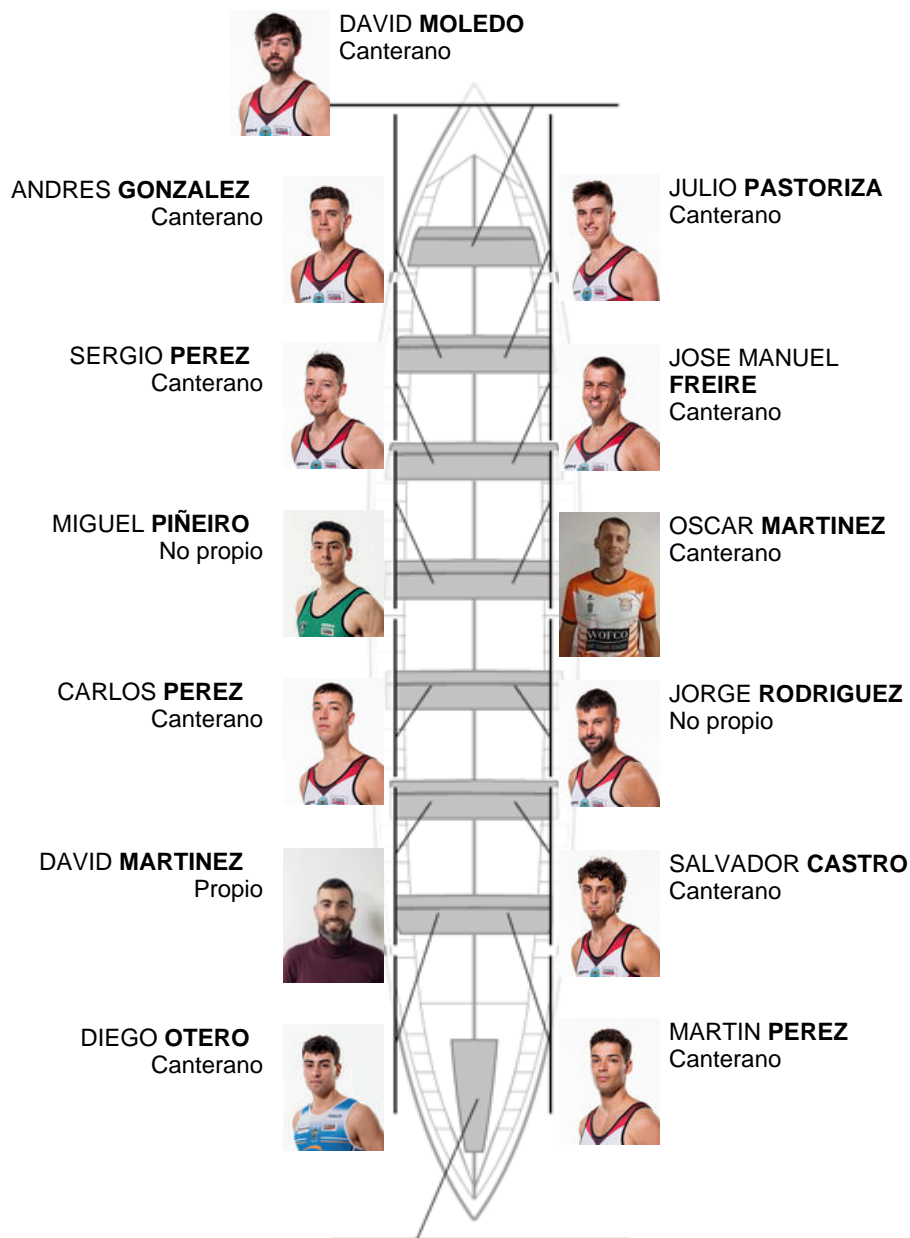 DAVID MOLEDO
Canterano
ANDRES GONZALEZ
Canterano
JULIO PASTORIZA
Canterano
SERGIO PEREZ
Canterano
JOSE MANUEL
FREIRE
Canterano
MIGUEL PIÑEIRO
No propio
OSCAR MARTINEZ
Canterano
WOFCO
CARLOS PEREZ
Canterano
JORGE RODRIGUEZ
No propio
DAVID MARTINEZ
Propio
SALVADOR CASTRO
Canterano
DIEGO OTERO
Canterano
MARTIN PEREZ
Canterano